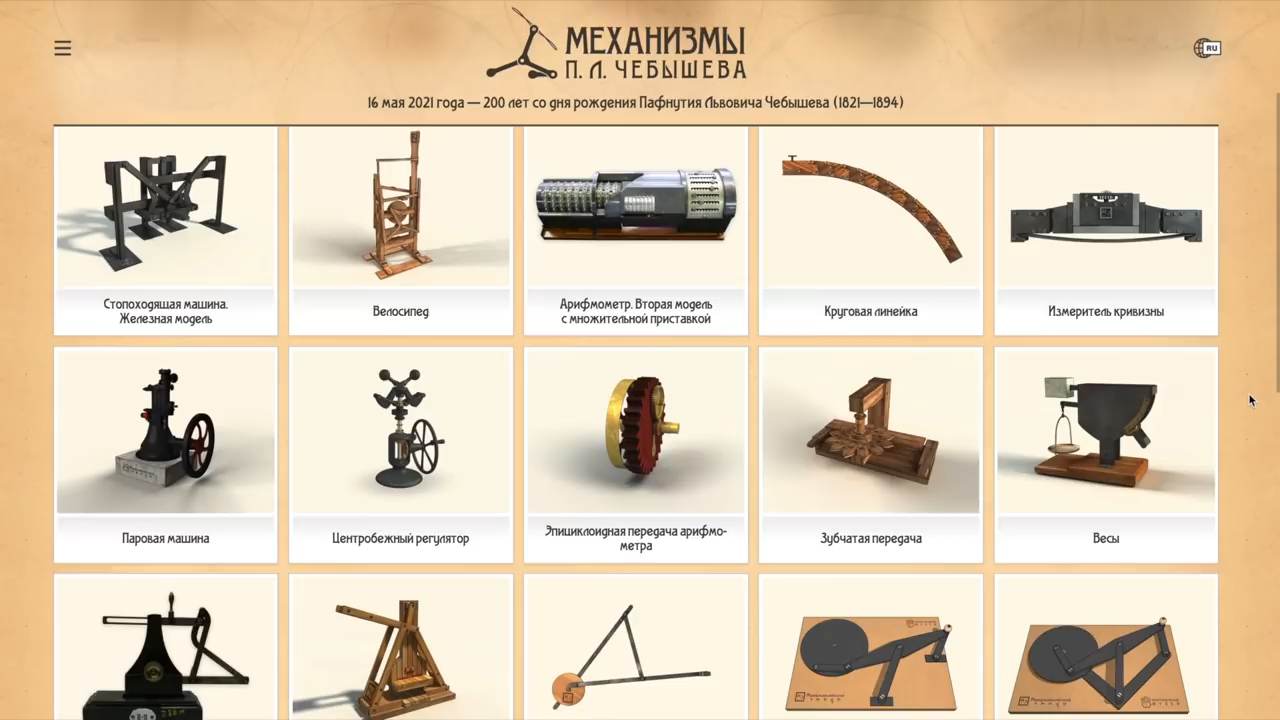 МЕХАНИЗМЫ
П. Л. ЧЕБЫШЕВА
RU
16 мая 2021 года — 200 лет со дня рождения Пафнутия Львовича Чебышева (1821—1894)
Стопоходящая машина.
Железная модель
Велосипед
Арифмометр. Вторая модель
с множительной приставкой
Круговая линейка
Измеритель кривизны
Паровая машина
Центробежный регулятор
Эпициклоидная передача арифмо-
метра
Зубчатая передача
Весы